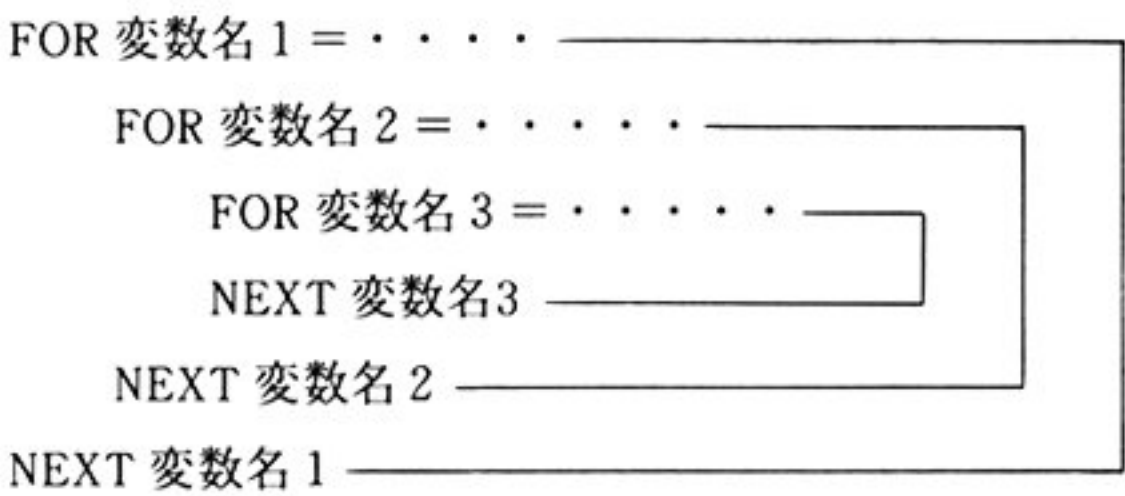 FOR 変数名 1 = ・・・・
FOR 変数名 2 = ・・・・・
FOR 変数名 3 = ・・・・・
NEXT 変数名3
NEXT 変数名 2
NEXT 変数名 1